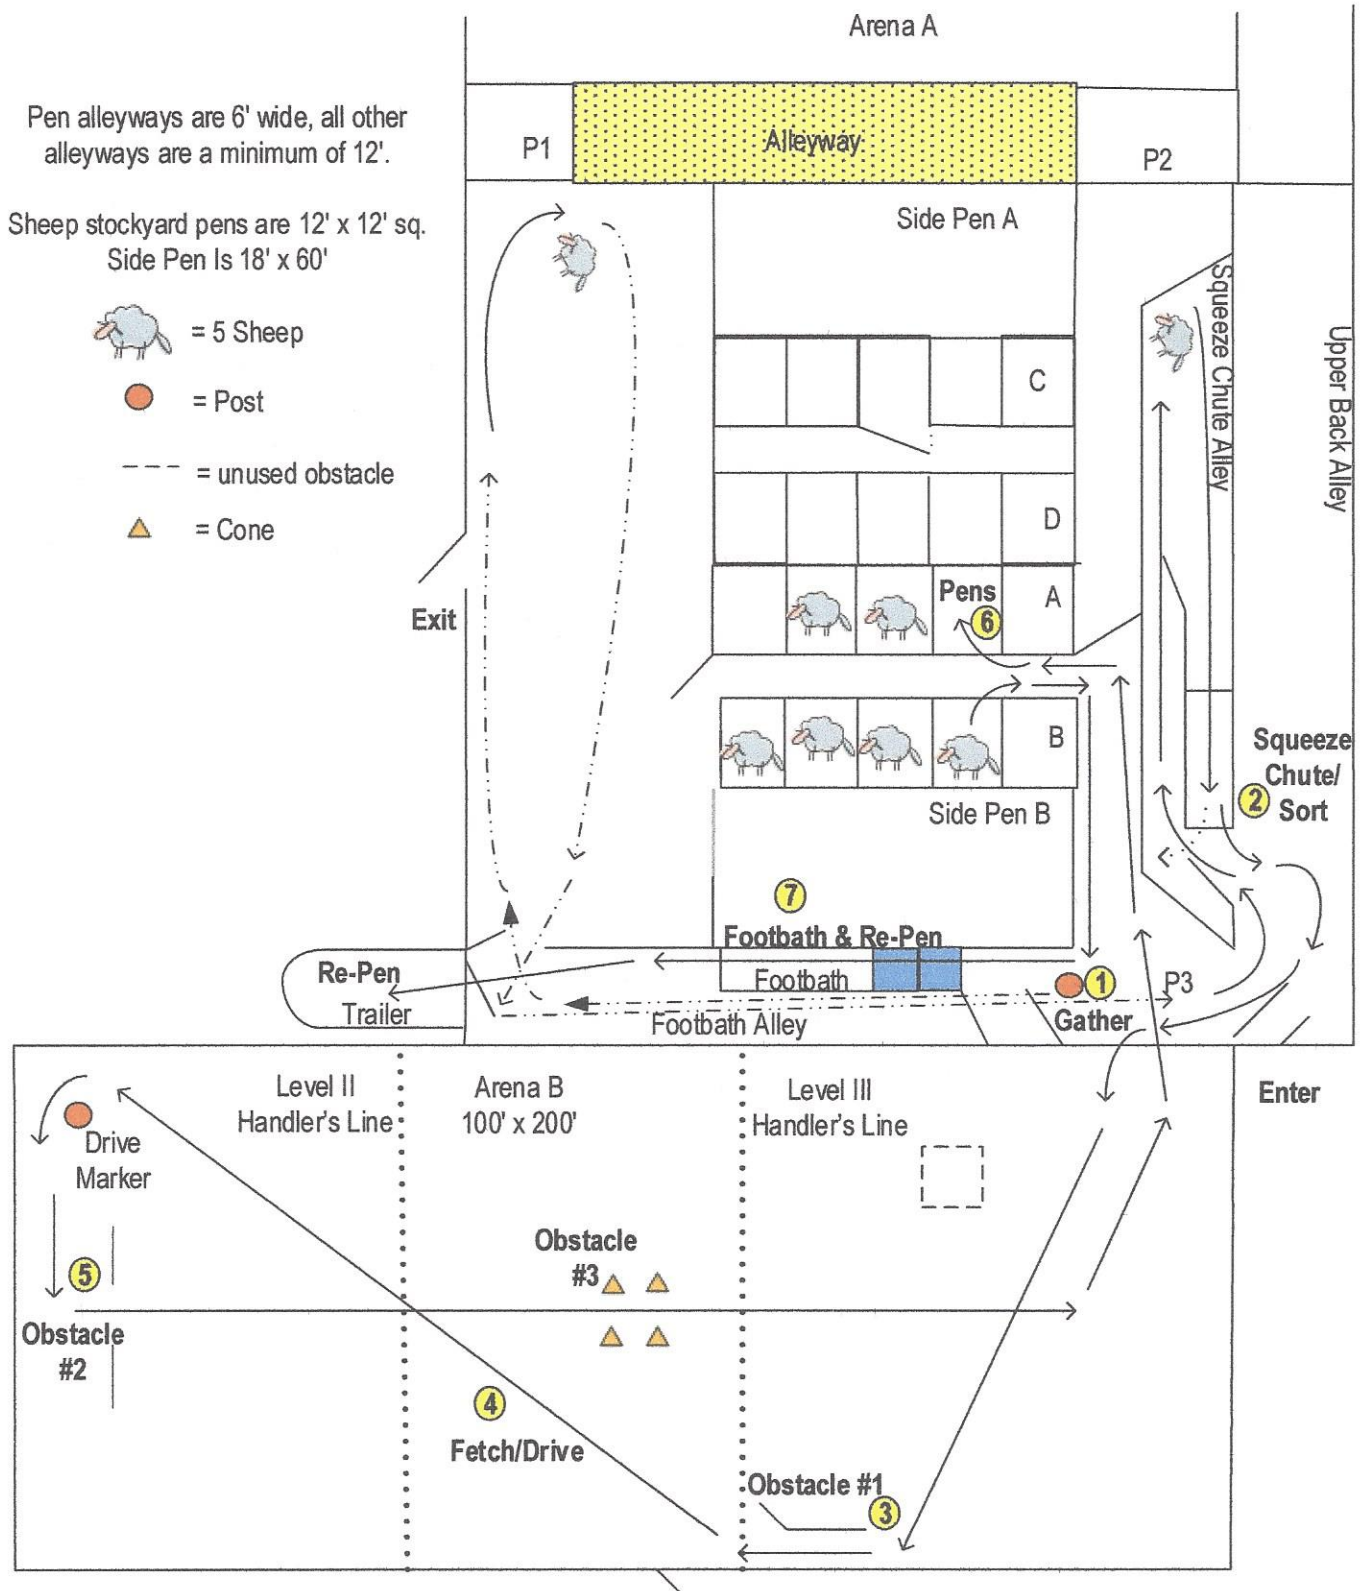 Arena A
Pen alleyways are 6' wide, all other
alleyways are a minimum of 12'.
P1
Alleyway
P2
Sheep stockyard pens are 12' x 12' sq.
Side Pen Is 18' x 60'
Side Pen A
= 5 Sheep
= Post
= unused obstacle
= Cone
Squeeze Chute Alley
Upper Back Alley
C
D
Exit
Pens
A
6
B
Squeeze
Chute/
Sort
2
Side Pen B
7
Footbath & Re-Pen
Re-Pen
Trailer
Footbath
1
P3
Gather
Footbath Alley
Level II
Handler's Line
Arena B
100' x 200'
Level III
Handler's Line
Enter
Drive
Marker
Obstacle
#3
5
Obstacle
#2
4
Fetch/Drive
Obstacle #1
3